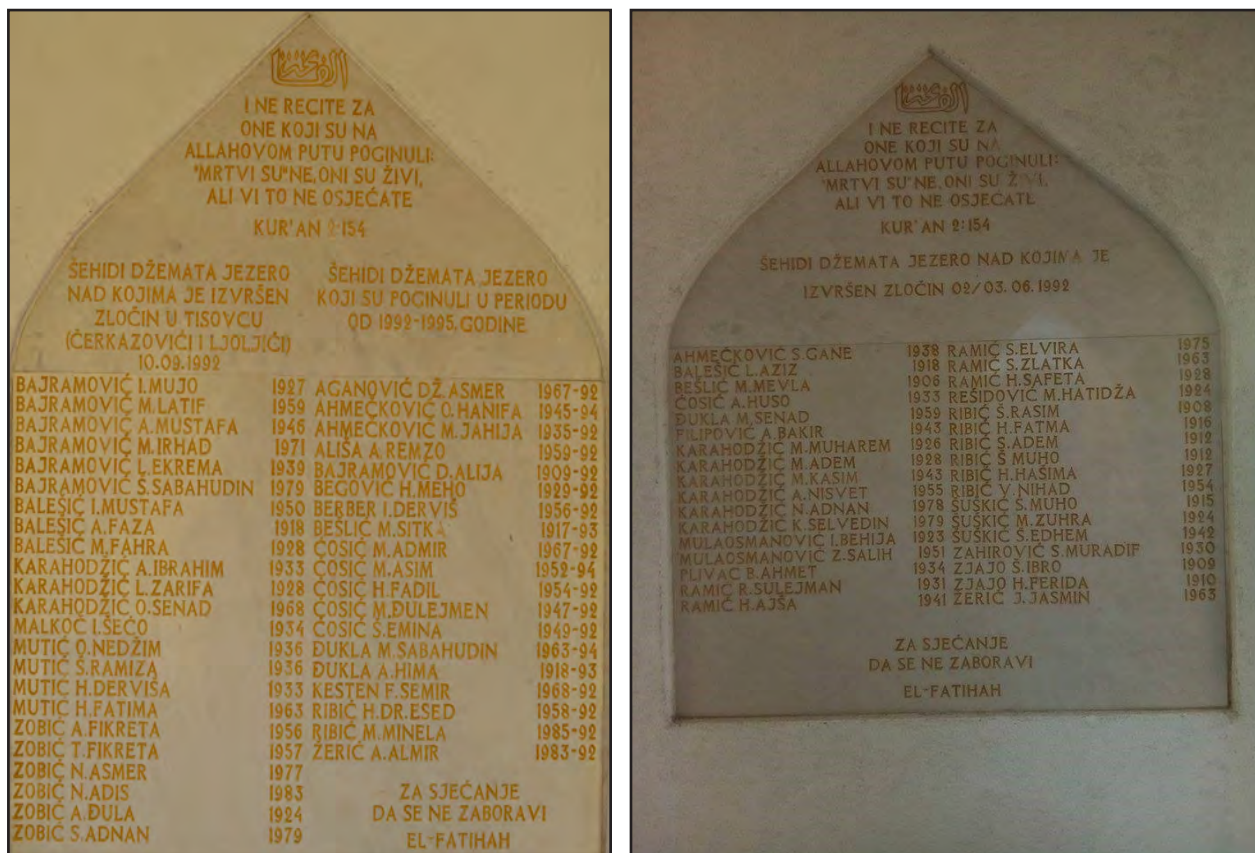 I NE RECITE ZA
ONE KOJI SU NA
ALLAHOVOM PUTU POGINULI:
"MRTVI SU" NE, ONI SU ŽIVI,
ALI VI TO NE OSJEĆATE
KUR'AN 2:154
ŠEHIDI DŽEMATA JEZERO
NAD KOJIMA JE IZVRŠEN
ZLOČIN U TISOVCU
(ČERKAZOVIĆI I LJOLJIĆI)
10.09.1992
BAJRAMOVIĆ I.MUJO 1927
BAJRAMOVIĆ M.LATIF 1959
BAJRAMOVIĆ A.MUSTAFA 1946
BAJRAMOVIĆ M.IRHAD 1971
BAJRAMOVIĆ L.EKREMA 1939
BAJRAMOVIĆ S.SABAHUDIN 1979
BALEŠIĆ I.MUSTAFA 1950
BALEŠIĆ A.FAZA 1918
BALEŠIĆ M.FAHRA 1928
KARAHODŽIĆ A.IBRAHIM 1933
KARAHODŽIĆ L.ZARIFA 1928
KARAHODŽIĆ O.SENAD 1968
MALKOČ I.ŠEĆO 1934
MUTIĆ O.NEDŽIM 1936
MUTIĆ Š.RAMIZA 1936
MUTIĆ H.DERVIŠA 1933
MUTIĆ H.FATIMA 1963
ZOBIĆ A.FIKRETA 1956
ZOBIĆ T.FIKRETA 1957
ZOBIĆ N.ASMER 1977
ZOBIĆ N.ADIS 1983
ZOBIĆ A.ĐULA 1924
ZOBIĆ S.ADNAN 1979
ŠEHIDI DŽEMATA JEZERO
KOJI SU POGINULI U PERIODU
OD 1992-1995. GODINE
AGANOVIĆ DŽ.ASMER 1967-92
AHMEČKOVIĆ O.HANIFA 1945-94
AHMEČKOVIĆ M.JAHIJA 1935-92
ALIŠA A.REMZO 1959-92
BAJRAMOVIĆ D.ALIJA 1909-92
BEGOVIĆ H.MEHO 1929-92
BERBER I.DERVIŠ 1956-92
BEŠLIĆ M.SITKA 1917-93
ĆOSIĆ M.ADMIR 1967-92
ĆOSIĆ M.ASIM 1952-94
ĆOSIĆ H.FADIL 1954-92
ĆOSIĆ M.ĐULEJMEN 1947-92
ĆOSIĆ Š.EMINA 1949-92
ĐUKLA M.SABAHUDIN 1963-94
ĐUKLA A.HIMA 1918-93
KESTEN F.SEMIR 1968-92
RIBIĆ H.DR.ESED 1958-92
RIBIĆ M.MINELA 1985-92
ŽERIĆ A.ALMIR 1983-92
ZA SJEĆANJE
DA SE NE ZABORAVI
EL-FATIHAH
I NE RECITE ZA
ONE KOJI SU NA
ALLAHOVOM PUTU POGINULI:
"MRTVI SU" NE, ONI SU ŽIVI,
ALI VI TO NE OSJEĆATE
KUR'AN 2:154
ŠEHIDI DŽEMATA JEZERO NAD KOJIMA JE
IZVRŠEN ZLOČIN 02/03.06.1992
AHMEČKOVIĆ S.GANE 1938
BALEŠIĆ L.AZIZ 1918
BEŠLIĆ M.MEVLA 1906
ĆOSIĆ A.HUSO 1933
ĐUKLA M.SENAD 1959
FILIPOVIĆ A.BAKIR 1943
KARAHODŽIĆ M.MUHAREM 1926
KARAHODŽIĆ M.ADEM 1928
KARAHODŽIĆ M.KASIM 1943
KARAHODŽIĆ A.NISVET 1955
KARAHODŽIĆ N.ADNAN 1978
KARAHODŽIĆ K.SELVEDIN 1979
MULAOSMANOVIĆ I.BEHIJA 1923
MULAOSMANOVIĆ Z.SALIH 1951
PLIVAC B.AHMET 1934
RAMIĆ R.SULEJMAN 1931
RAMIĆ H.AJŠA 1941
RAMIĆ S.ELVIRA 1975
RAMIĆ S.ZLATKA 1963
RAMIĆ H.SAFETA 1928
REŠIDOVIĆ M.HATIDŽA 1924
RIBIĆ Š.RASIM 1908
RIBIĆ H.FATMA 1916
RIBIĆ S.ADEM 1912
RIBIĆ Š.MUHO 1912
RIBIĆ H.HAŠIMA 1927
RIBIĆ V.NIHAD 1954
ŠUŠKIĆ S.MUHO 1915
ŠUŠKIĆ M.ZUHRA 1924
ŠUŠKIĆ Š.EDHEM 1942
ZAHIROVIĆ S.MURADIF 1930
ZJAJO Š.IBRO 1909
ZJAJO H.FERIDA 1910
ŽERIĆ J.JASMIN 1963
ZA SJEĆANJE
DA SE NE ZABORAVI
EL-FATIHAH